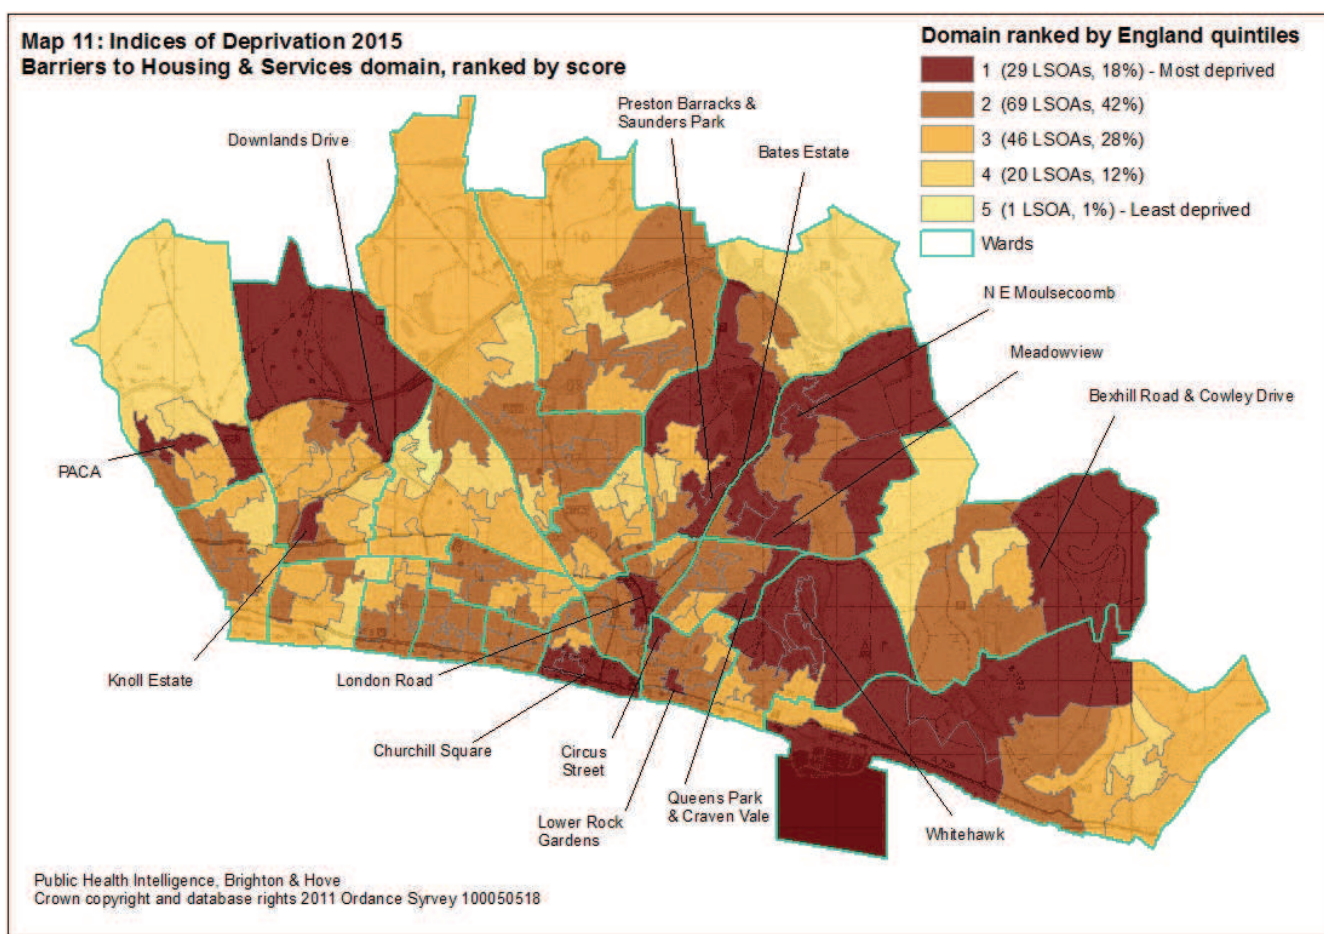 Map 11: Indices of Deprivation 2015
Barriers to Housing & Services domain, ranked by score
Domain ranked by England quintiles
1 (29 LSOAs, 18%) - Most deprived
2 (69 LSOAs, 42%)
3 (46 LSOAs, 28%)
4 (20 LSOAs, 12%)
5 (1 LSOA, 1%) - Least deprived
Wards
Preston Barracks &
Saunders Park
Downlands Drive
Bates Estate
N E Moulsecoomb
Meadowview
Bexhill Road & Cowley Drive
PACA
Knoll Estate
London Road
Churchill Square
Circus
Street
Lower Rock
Gardens
Queens Park
& Craven Vale
Whitehawk
Public Health Intelligence, Brighton & Hove
Crown copyright and database rights 2011 Ordance Syrvey 100050518